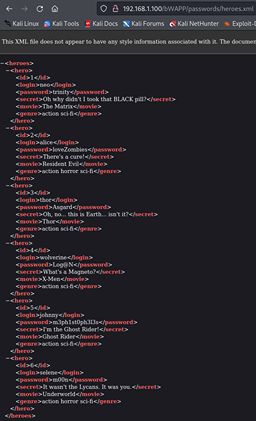 192.168.1.100/bWAPP/passwords/heroes.xml
Kali Tools Kali Docs Kali Forums Kali NetHunter Exploit-D
This XML file does not appear to have any style information associated with it. The documen
−<heroes>
−<hero>
<id>1</id>
<login>neo</login>
<password>trinity</password>
<secret>Oh why didn't I took that BLACK pill?</secret>
<movie>The Matrix</movie>
<genre>action sci-fi</genre>
</hero>
−<hero>
<id>2</id>
<login>alice</login>
<password>loveZombies</password>
<secret>There's a cure!</secret>
<movie>Resident Evil</movie>
<genre>action horror sci-fi</genre>
</hero>
−<hero>
<id>3</id>
<login>thor</login>
<password>Asgard</password>
<secret>Oh, no... this is Earth... isn't it?</secret>
<movie>Thor</movie>
<genre>action sci-fi</genre>
</hero>
−<hero>
<id>4</id>
<login>wolverine</login>
<password>Log@N</password>
<secret>What's a Magneto?</secret>
<movie>X-Men</movie>
<genre>action sci-fi</genre>
</hero>
−<hero>
<id>5</id>
<login>johnny</login>
<password>m3ph1st0ph3l3s</password>
<secret>I'm the Ghost Rider!</secret>
<movie>Ghost Rider</movie>
<genre>action sci-fi</genre>
</hero>
−<hero>
<id>6</id>
<login>selene</login>
<password>m00n</password>
<secret>It wasn't the Lycans. It was you.</secret>
<movie>Underworld</movie>
<genre>action horror sci-fi</genre>
</hero>
</heroes>